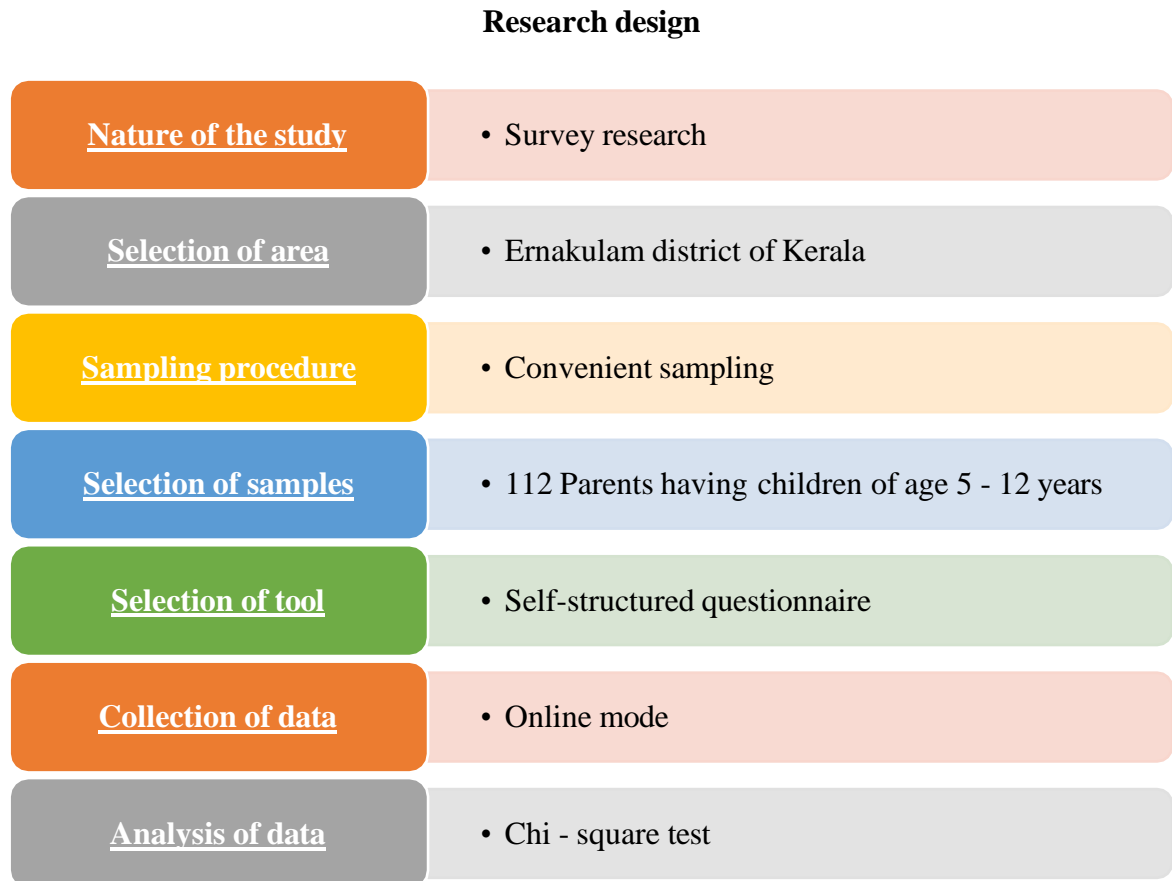 Research design
Nature of the study
• Survey research
Selection of area
• Ernakulam district of Kerala
Sampling procedure
• Convenient sampling
Selection of samples
• 112 Parents having children of age 5 - 12 years
Selection of tool
• Self-structured questionnaire
Collection of data
• Online mode
Analysis of data
• Chi - square test